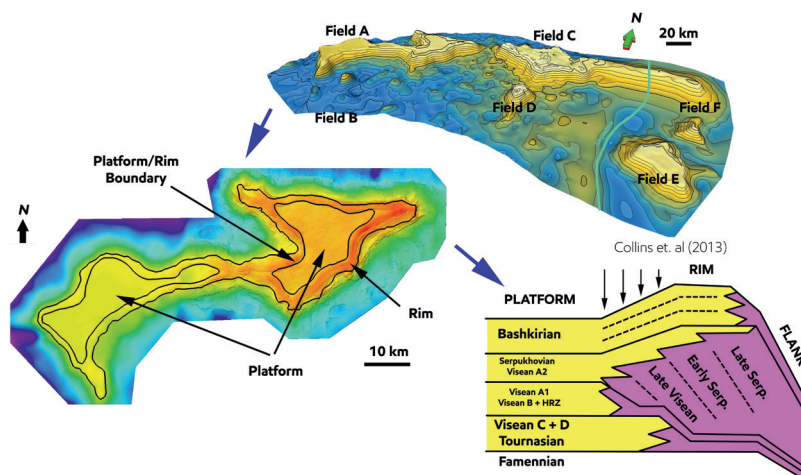 Field A
Field C
N
20 km
Field B
Field D
Field F
Field E
Platform/Rim
Boundary
N
Rim
Platform
10 km
Collins et. al (2013)
RIM
PLATFORM
FLANK
Bashkirian
Serpukhovian
Visean A2
Late Serp.
Early Serp.
Late Visean
Visean A1
Visean B + HRZ
Visean C + D
Tournasian
Famennian